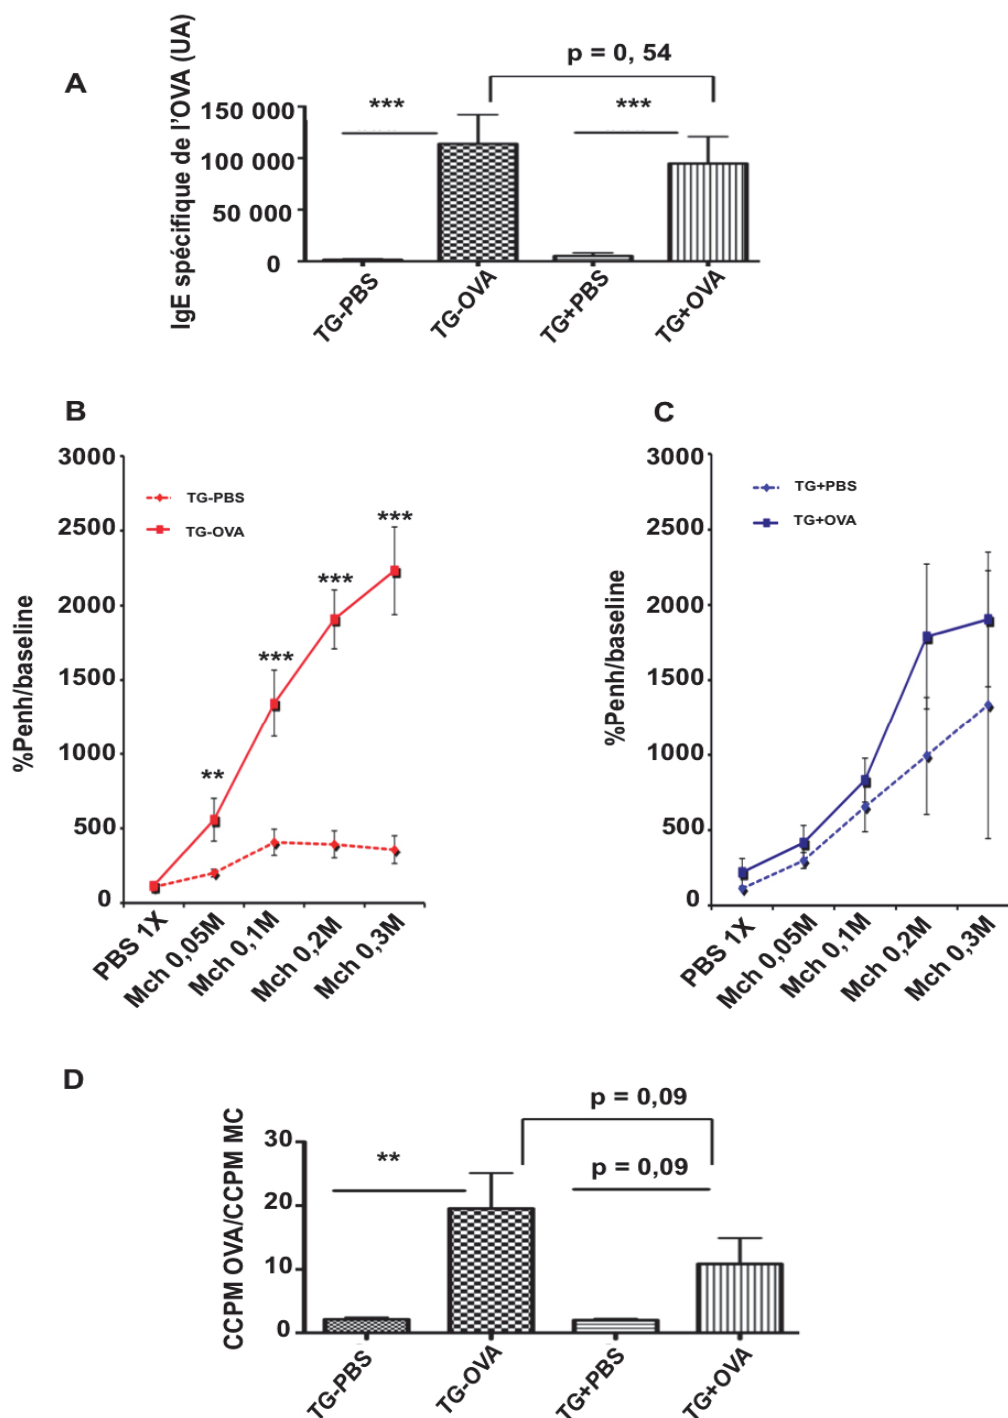 A
IgE spécifique de l'OVA (UA)
p = 0, 54
***
***
150 000
100 000
50 000
0
TG-PBS
TG-OVA
TG+PBS
TG+OVA
B
%Penh/baseline
3000
2500
2000
1500
1000
500
0
TG-PBS
TG-OVA
**
***
***
***
PBS 1X
Mch 0,05M
Mch 0,1M
Mch 0,2M
Mch 0,3M
C
%Penh/baseline
3000
2500
2000
1500
1000
500
0
TG+PBS
TG+OVA
PBS 1X
Mch 0,05M
Mch 0,1M
Mch 0,2M
Mch 0,3M
D
CCPM OVA/CCPM MC
p = 0,09
**
p = 0,09
30
20
10
0
TG-PBS
TG-OVA
TG+PBS
TG+OVA